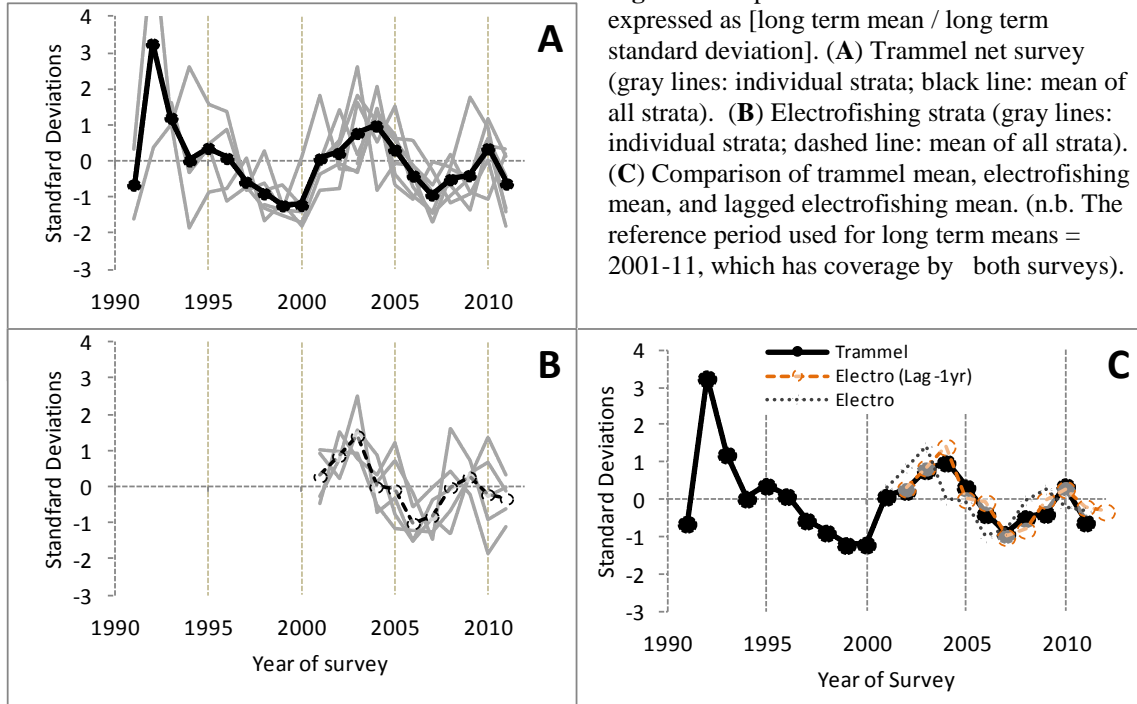 expressed as [long term mean / long term
standard deviation]. (A) Trammel net survey
(gray lines: individual strata; black line: mean of
all strata). (B) Electrofishing strata (gray lines:
individual strata; dashed line: mean of all strata).
(C) Comparison of trammel mean, electrofishing
mean, and lagged electrofishing mean. (n.b. The
reference period used for long term means =
2001-11, which has coverage by both surveys).
A
Standfard Deviations
4
3
2
1
0
-1
-2
-3
1990 1995 2000 2005 2010
B
Standfard Deviations
4
3
2
1
0
-1
-2
-3
1990 1995 2000 2005 2010
Year of survey
C
Trammel
Electro (Lag -1yr)
Electro
Standard Deviations
4
3
2
1
0
-1
-2
-3
1990 1995 2000 2005 2010
Year of Survey